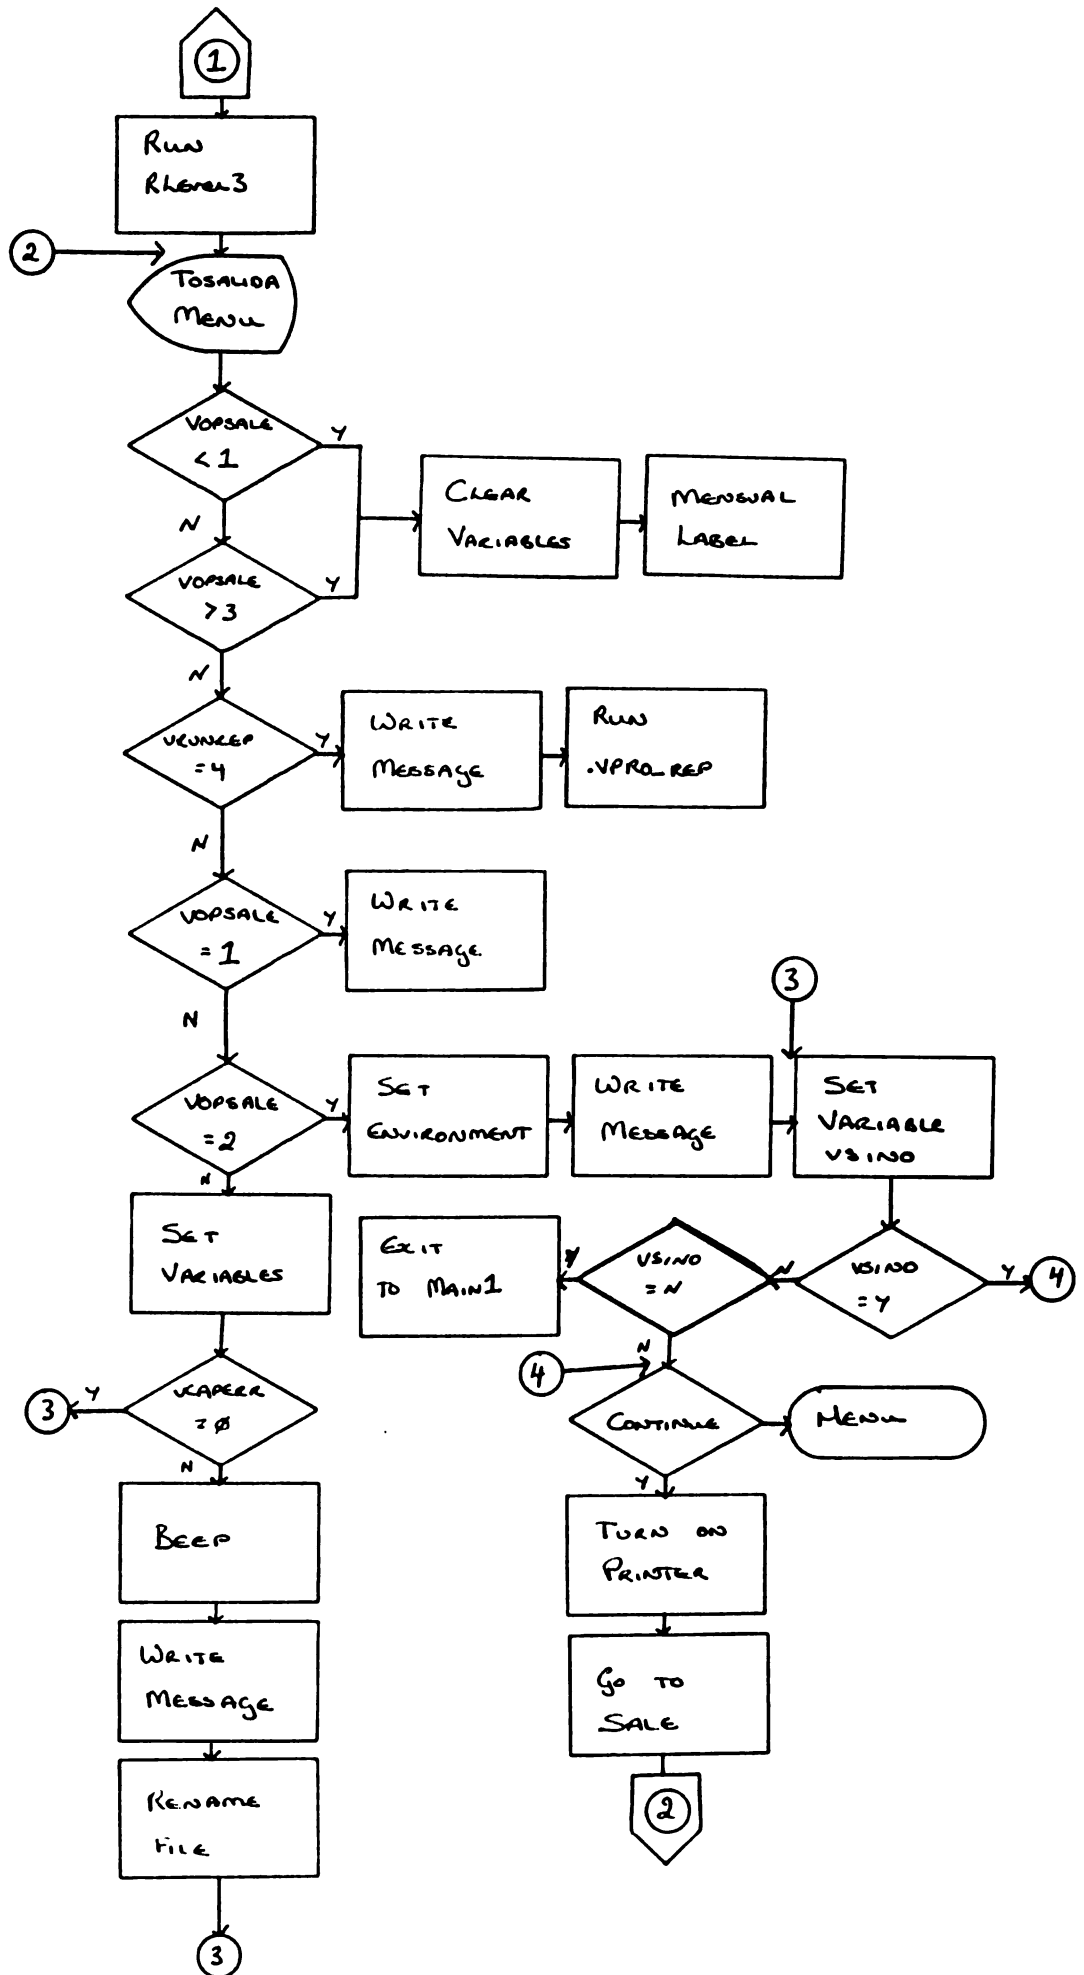 1
RUN
RLEVEL3
2
TOSALIDA
MENU
VOPSALE
< 1
Y
N
CLEAR
VARIABLES
MENSUAL
LABEL
VOPSALE
> 3
Y
N
VRUNREP
= 4
Y
N
WRITE
MESSAGE
RUN
.VPRO_REP
VOPSALE
= 1
Y
N
WRITE
MESSAGE
3
VOPSALE
= 2
Y
N
SET
ENVIRONMENT
WRITE
MESSAGE
SET
VARIABLE
VSINO
SET
VARIABLES
EXIT
TO MAIN1
Y
VSINO
= N
N
N
VSINO
= Y
Y
4
4
VCAPERR
= Ø
Y
3
N
CONTINUE
MENU
Y
BEEP
TURN ON
PRINTER
WRITE
MESSAGE
GO TO
SALE
RENAME
FILE
2
3